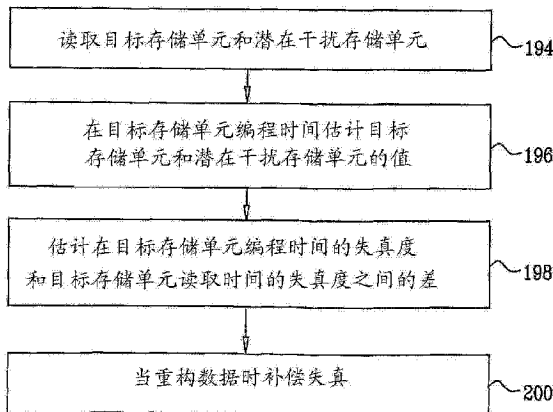 读取目标存储单元和潜在干扰存储单元
194
在目标存储单元编程时间估计目标
存储单元和潜在干扰存储单元的值
196
估计在目标存储单元编程时间的失真度
和目标存储单元读取时间的失真度之间的差
198
当重构数据时补偿失真
200